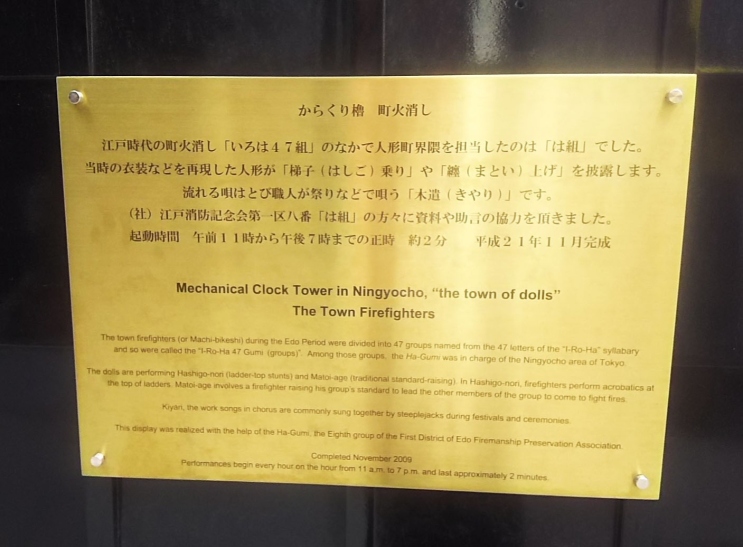 からくり櫓　町火消し
江戸時代の町火消し「いろは４７組」のなかで人形町界隈を担当したのは「は組」でした。
当時の衣装などを再現した人形が「梯子（はしご）乗り」や「纏（まとい）上げ」を披露します。
流れる唄はとび職人が祭りなどで唄う「木遣（きやり）」です。
（社）江戸消防記念会第一区八番「は組」の方々に資料や助言の協力を頂きました。
起動時間　午前１１時から午後７時までの正時　約２分　　平成２１年１１月完成
Mechanical Clock Tower in Ningyocho, “the town of dolls”
The Town Firefighters
The town firefighters (or Machi-bikeshi) during the Edo Period were divided into 47 groups named from the 47 letters of the “I-Ro-Ha” syllabary
and so were called the “I-Ro-Ha 47 Gumi (groups)”. Among those groups, the Ha-Gumi was in charge of the Ningyocho area of Tokyo.
The dolls are performing Hashigo-nori (ladder-top stunts) and Matoi-age (traditional standard-raising). In Hashigo-nori, firefighters perform acrobatics at
the top of ladders. Matoi-age involves a firefighter raising his group's standard to lead the other members of the group to come to fight fires.
Kiyari, the work songs in chorus are commonly sung together by steeplejacks during festivals and ceremonies.
This display was realized with the help of the Ha-Gumi, the Eighth group of the First District of Edo Firemanship Preservation Association.
Completed November 2009
Performances begin every hour on the hour from 11 a.m. to 7 p.m. and last approximately 2 minutes.